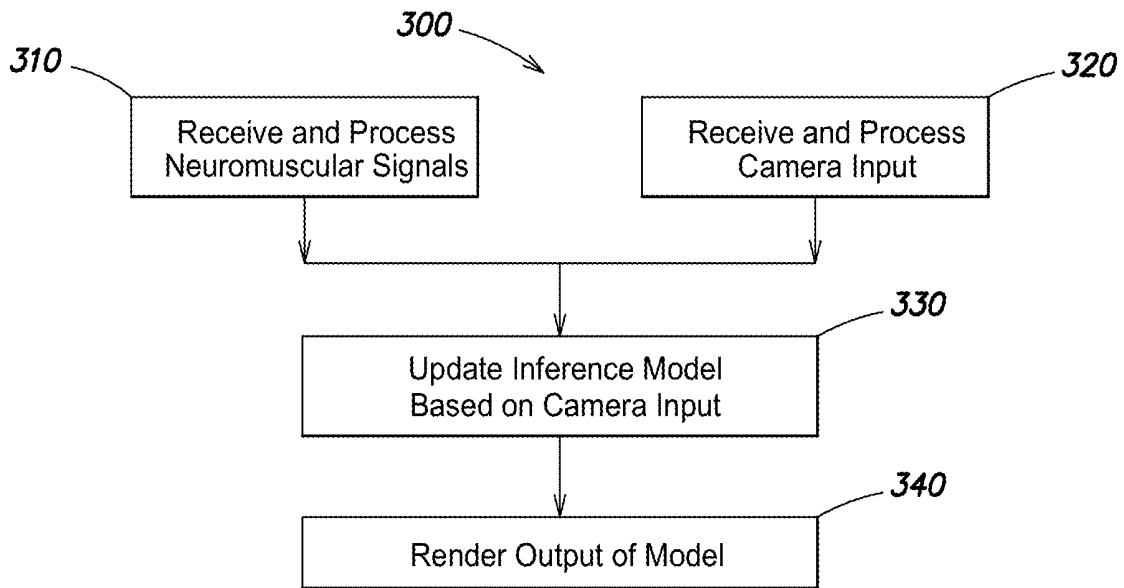 300
310
320
Receive and Process
Neuromuscular Signals
Receive and Process
Camera Input
330
Update Inference Model
Based on Camera Input
340
Render Output of Model